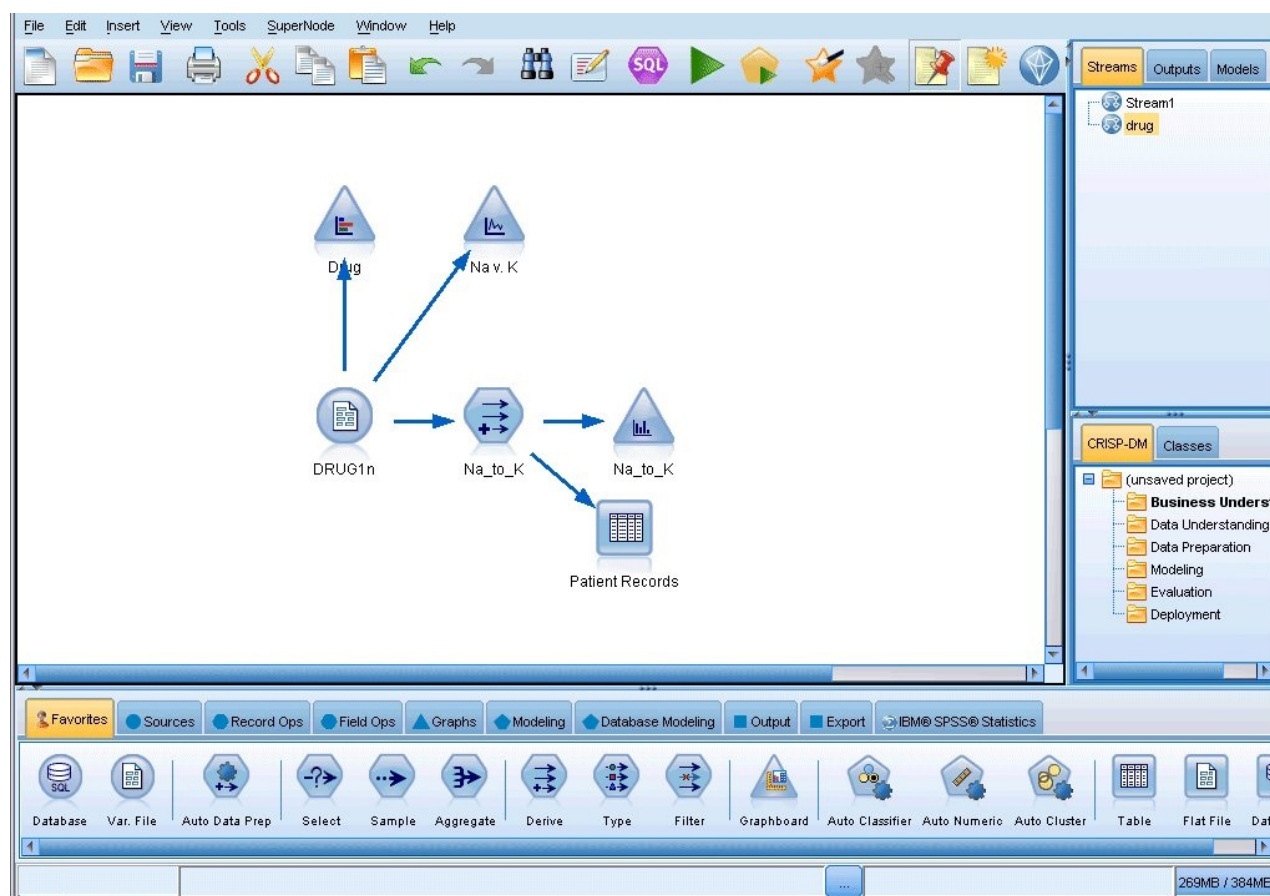 File Edit Insert View Tools SuperNode Window Help
SQL
Streams Outputs Models
Stream1
drug
Drug
Na v. K
DRUG1n
Na_to_K
Na_to_K
Patient Records
CRISP-DM Classes
(unsaved project)
Business Underst
Data Understanding
Data Preparation
Modeling
Evaluation
Deployment
Favorites Sources Record Ops Field Ops Graphs Modeling Database Modeling Output Export IBM® SPSS® Statistics
SQL
Database Var. File Auto Data Prep Select Sample Aggregate Derive Type Filter Graphboard Auto Classifier Auto Numeric Auto Cluster Table Flat File Dat
...
269MB / 384ME